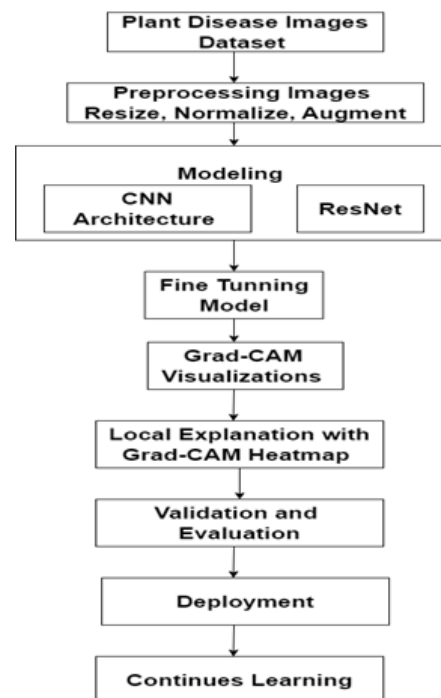 Plant Disease Images
Dataset
Preprocessing Images
Resize, Normalize, Augment
Modeling
CNN
Architecture
ResNet
Fine Tunning
Model
Grad-CAM
Visualizations
Local Explanation with
Grad-CAM Heatmap
Validation and
Evaluation
Deployment
Continues Learning